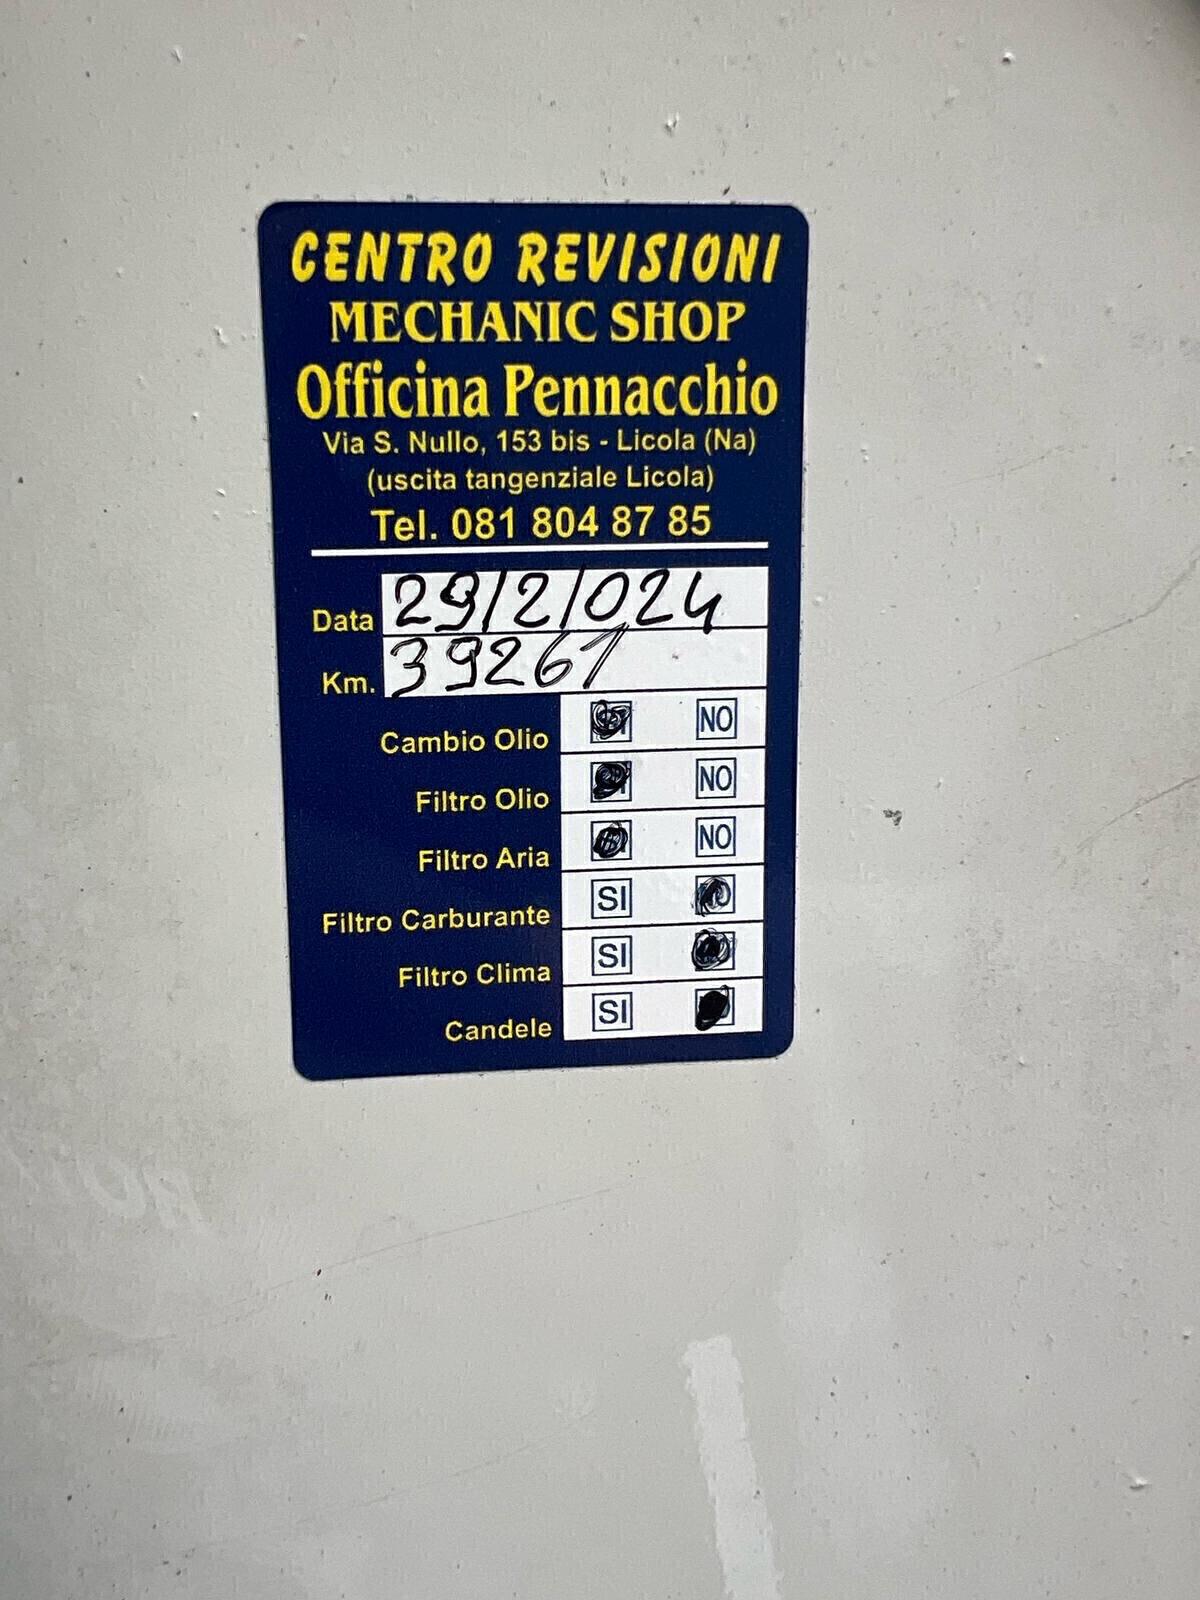 CENTRO REVISIONI
MECHANIC SHOP
Officina Pennacchio
Via S. Nullo, 153 bis - Licola (Na)
(uscita tangenziale Licola)
Tel. 081 804 87 85
Data 29/2/024
Km. 39261
Cambio Olio NO
Filtro Olio NO
Filtro Aria NO
Filtro Carburante SI
Filtro Clima SI
Candele SI